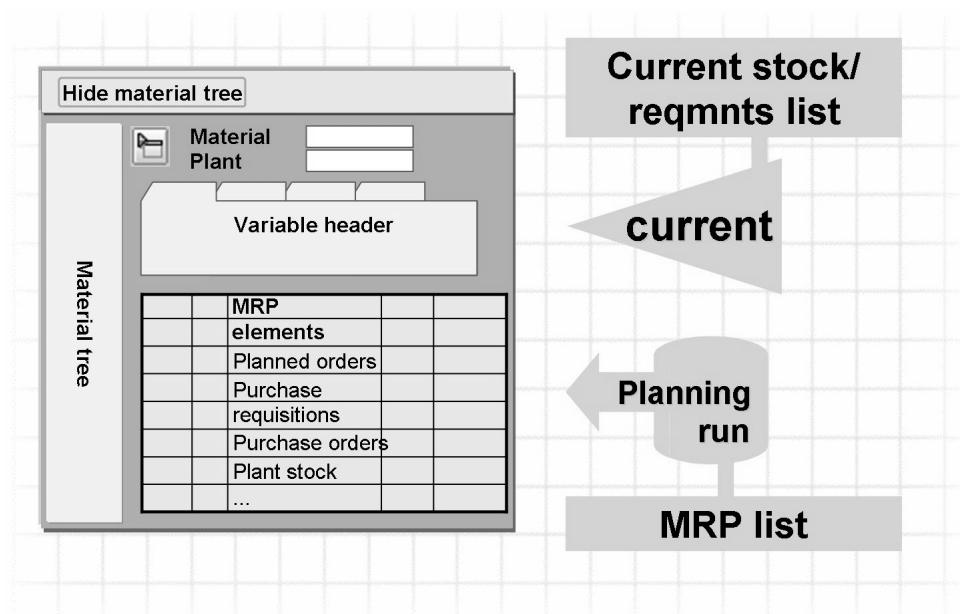 Hide material tree
Material
Plant
Variable header
Material tree
MRP
elements
Planned orders
Purchase
requisitions
Purchase orders
Plant stock
...
Current stock/
reqmnts list
current
Planning
run
MRP list